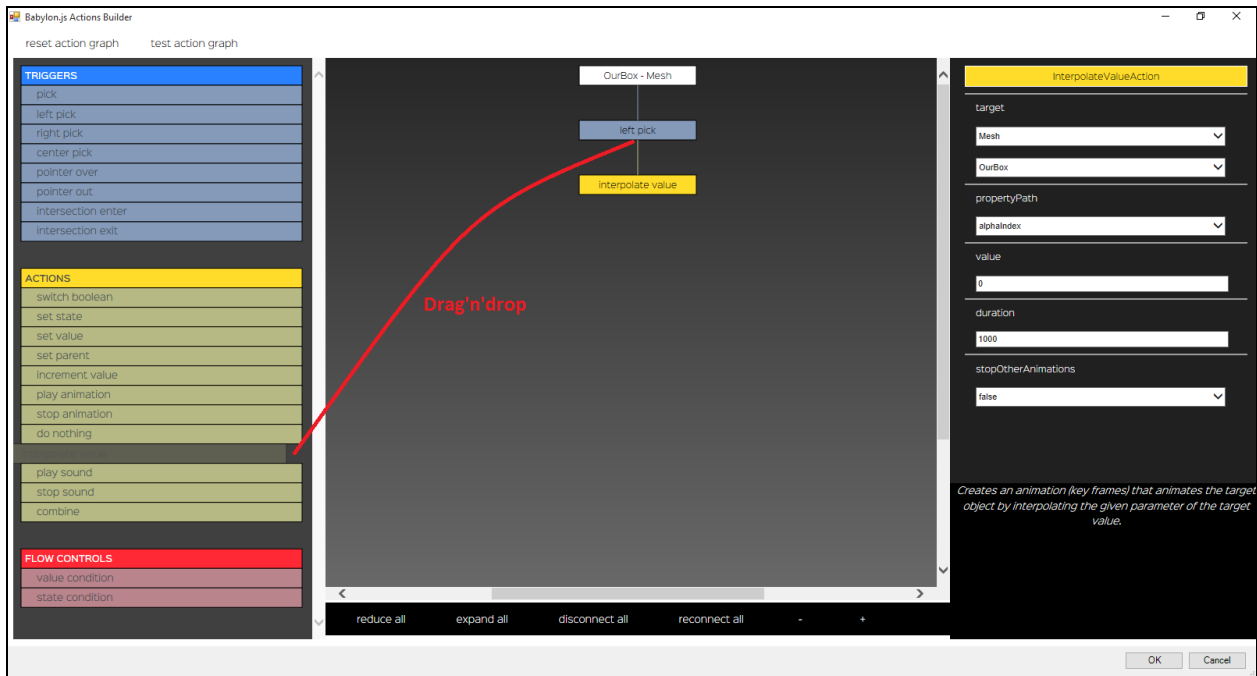 Babylon.js Actions Builder
reset action graph test action graph
TRIGGERS
pick
left pick
right pick
center pick
pointer over
pointer out
intersection enter
intersection exit
ACTIONS
switch boolean
set state
set value
set parent
increment value
play animation
stop animation
do nothing
play sound
stop sound
combine
FLOW CONTROLS
value condition
state condition
OurBox - Mesh
left pick
interpolate value
Drag'n'drop
reduce all expand all disconnect all reconnect all - +
InterpolateValueAction
target
Mesh
OurBox
propertyPath
alphaIndex
value
0
duration
1000
stopOtherAnimations
false
Creates an animation (key frames) that animates the target
object by interpolating the given parameter of the target
value.
OK Cancel